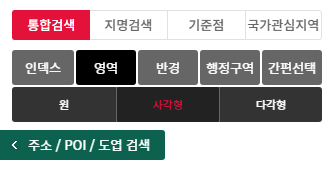 통합검색 지명검색 기준점 국가관심지역
인덱스 영역 반경 행정구역 간편선택
원 사각형 다각형
주소 / POI / 도엽 검색